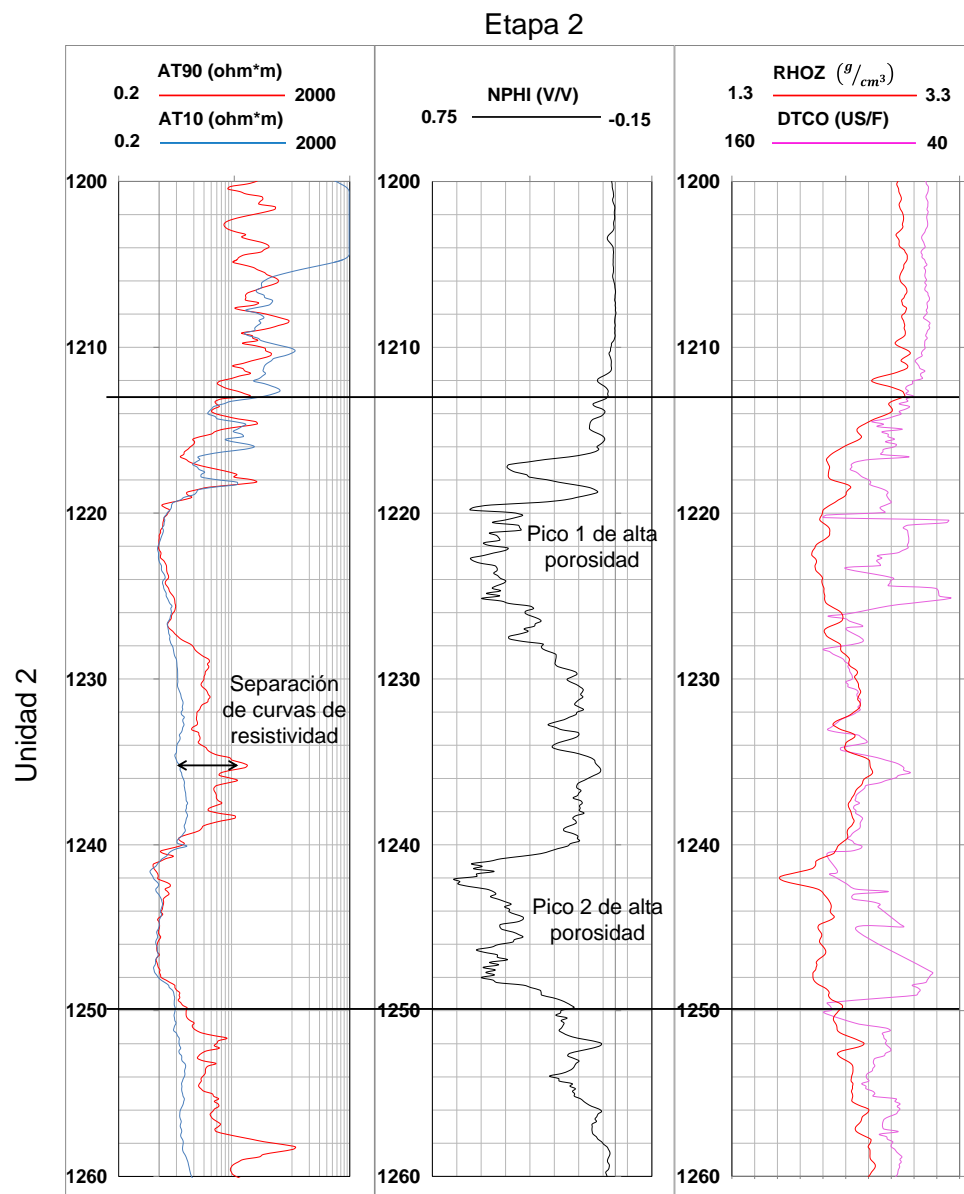 Etapa 2
AT90 (ohm*m)
0.2 2000
AT10 (ohm*m)
0.2 2000
NPHI (V/V)
0.75 -0.15
RHOZ (g/cm³)
1.3 3.3
DTCO (US/F)
160 40
1200 1200 1200
1210 1210 1210
1220 1220 1220
Pico 1 de alta
porosidad
1230 1230 1230
Separación
de curvas de
resistividad
Unidad 2
1240 1240 1240
Pico 2 de alta
porosidad
1250 1250 1250
1260 1260 1260